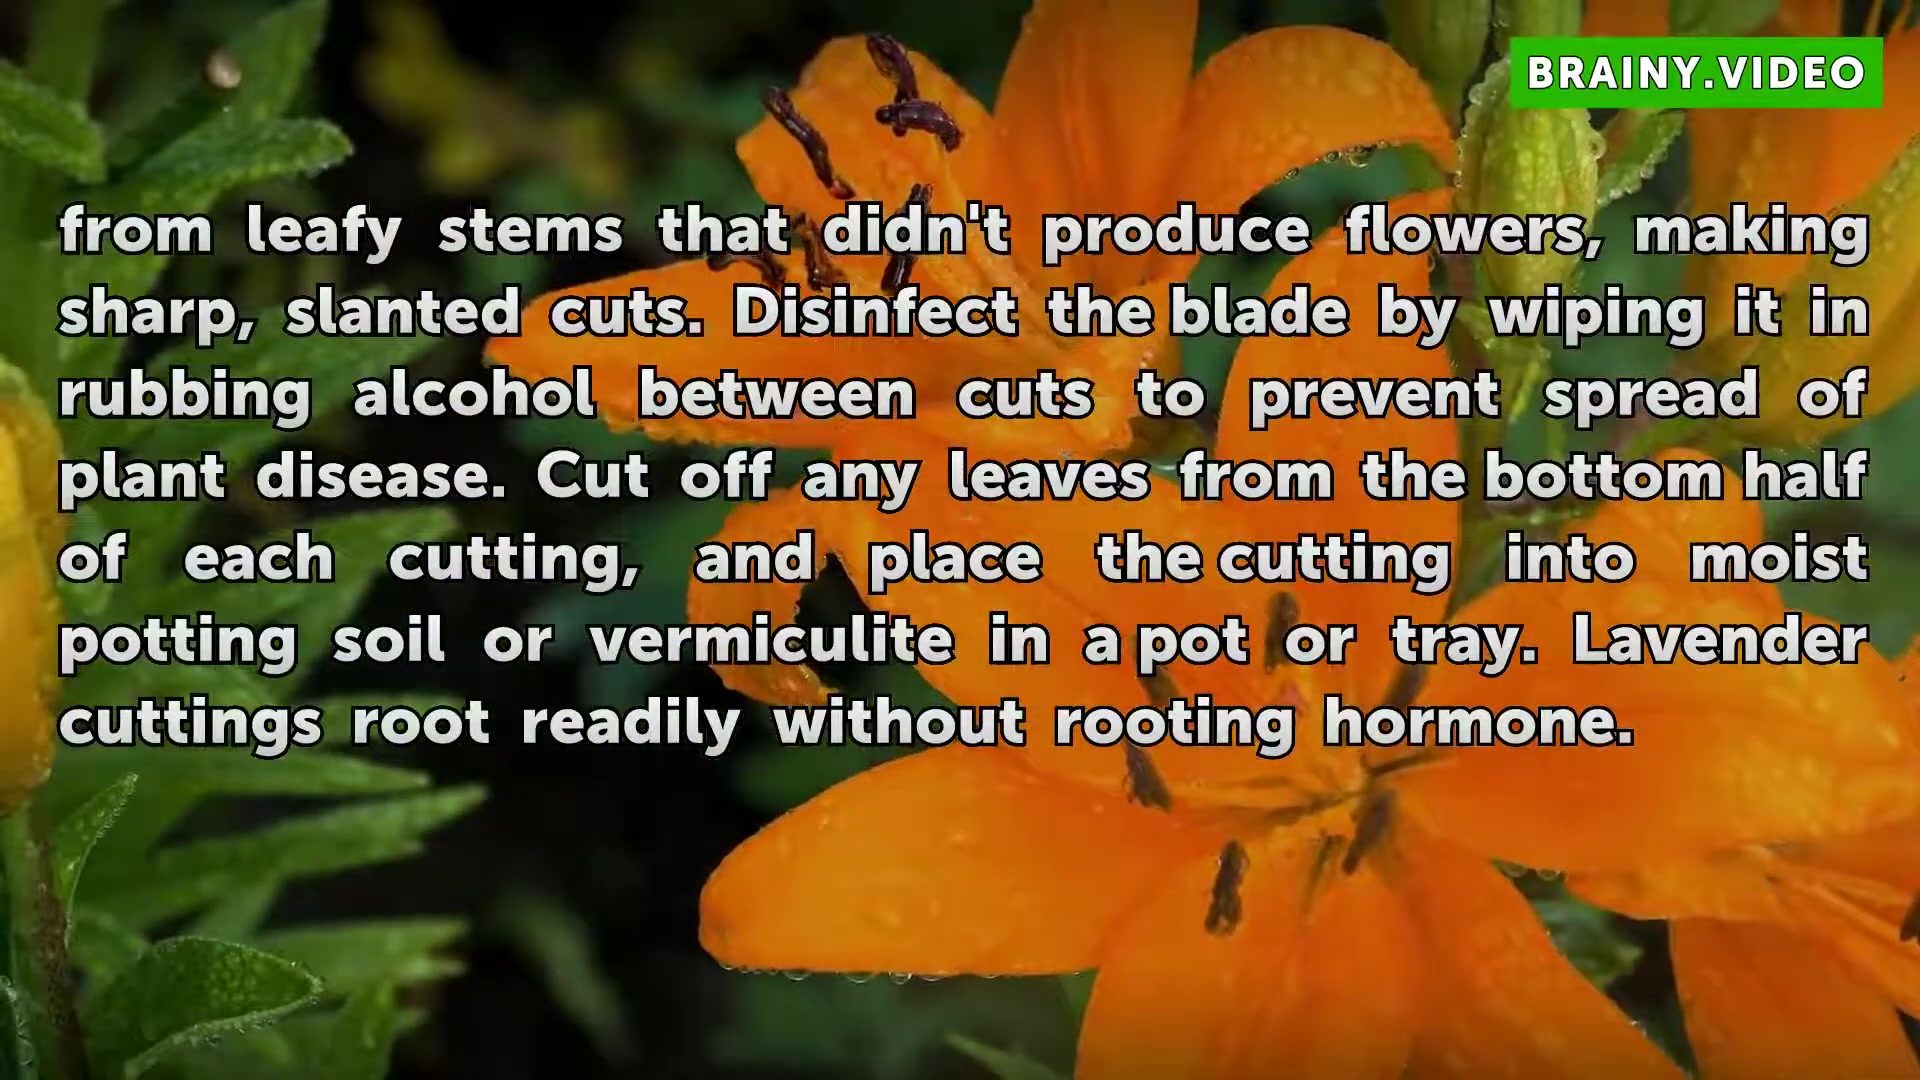 BRAINY.VIDEO
from leafy stems that didn't produce flowers, making
sharp, slanted cuts. Disinfect the blade by wiping it in
rubbing alcohol between cuts to prevent spread of
plant disease. Cut off any leaves from the bottom half
of each cutting, and place the cutting into moist
potting soil or vermiculite in a pot or tray. Lavender
cuttings root readily without rooting hormone.